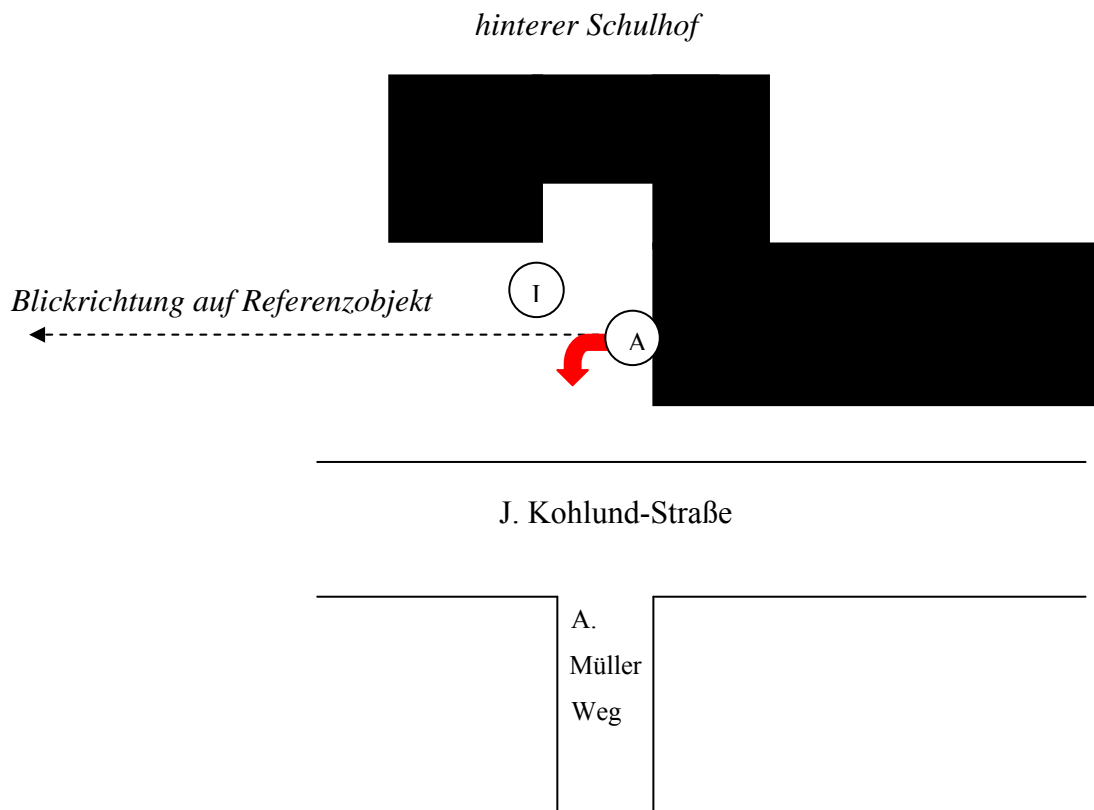 hinterer Schulhof
I
Blickrichtung auf Referenzobjekt
A
J. Kohlund-Straße
A.
Müller
Weg